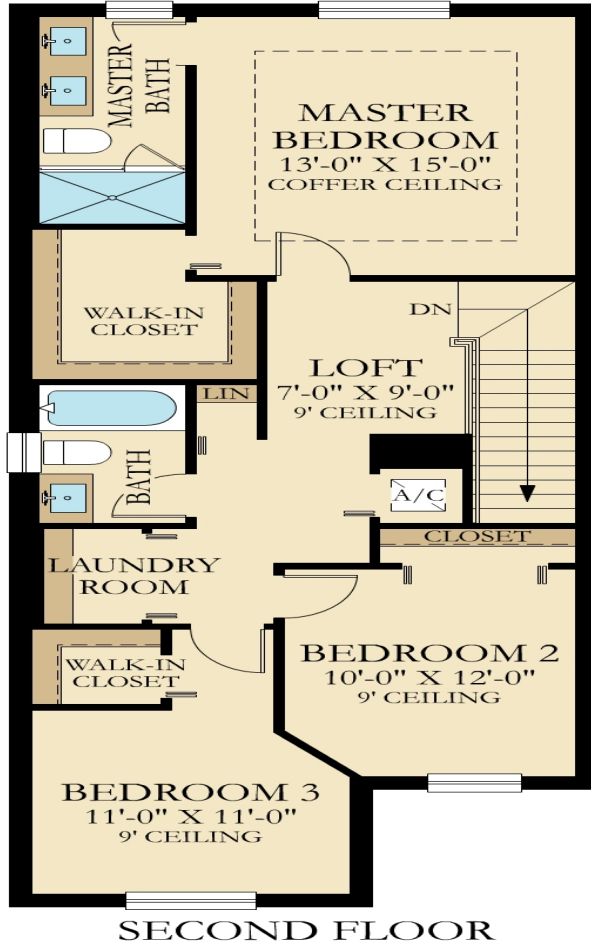 MASTER
BATH
MASTER
BEDROOM
13'-0" X 15'-0"
COFFER CEILING
WALK-IN
CLOSET
DN
LOFT
7'-0" X 9'-0"
9' CEILING
LIN
BATH
A/C
CLOSET
LAUNDRY
ROOM
BEDROOM 2
10'-0" X 12'-0"
9' CEILING
WALK-IN
CLOSET
BEDROOM 3
11'-0" X 11'-0"
9' CEILING
SECOND FLOOR